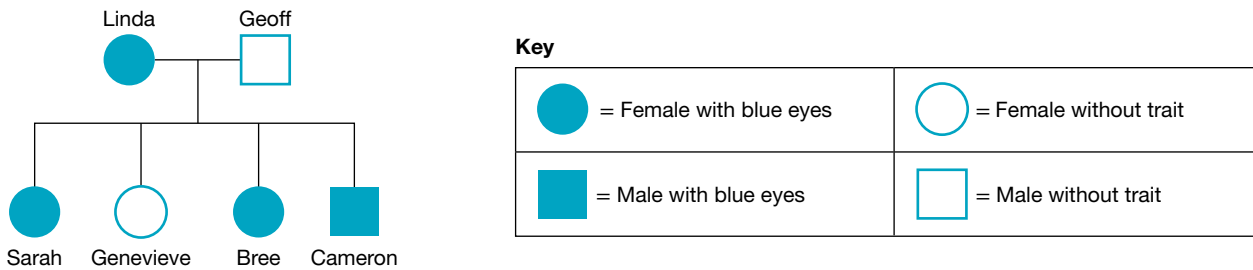 Linda Geoff
Sarah Genevieve Bree Cameron
Key
= Female with blue eyes = Female without trait
= Male with blue eyes = Male without trait